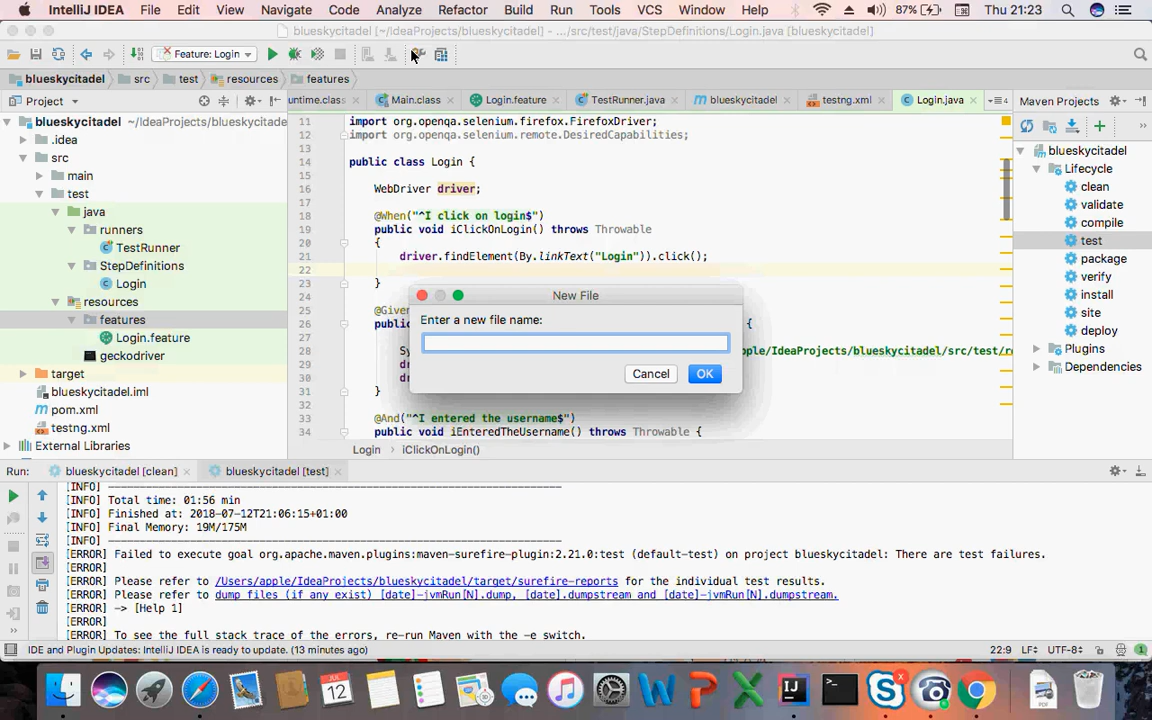 IntelliJ IDEA File Edit View Navigate Code Analyze Refactor Build Run Tools VCS Window Help 87% Thu 21:23
blueskycitadel [~/IdeaProjects/blueskycitadel] - .../src/test/java/StepDefinitions/Login.java [blueskycitadel]
Feature: Login
blueskycitadel src test resources features
Project
untime.class Main.class Login.feature TestRunner.java blueskycitadel testng.xml Login.java
Maven Projects
blueskycitadel ~/IdeaProjects/blueskycitade
.idea
src
main
test
java
runners
TestRunner
StepDefinitions
Login
resources
features
Login.feature
geckodriver
target
blueskycitadel.iml
pom.xml
testng.xml
External Libraries
11 import org.openqa.selenium.firefox.FirefoxDriver;
12 import org.openqa.selenium.remote.DesiredCapabilities;
13
14 public class Login {
15
16 WebDriver driver;
17
18 @When("^I click on login$")
19 public void iClickOnLogin() throws Throwable
20 {
21 driver.findElement(By.linkText("Login")).click();
22
23 }
24
25 @Given
26 public {
27
28 Sy pple/IdeaProjects/blueskycitadel/src/test/re
29 dr
30 dr
31 }
32
33 @And("^I entered the username$")
34 public void iEnteredTheUsername() throws Throwable {
Login iClickOnLogin()
New File
Enter a new file name:
Cancel OK
blueskycitadel
Lifecycle
clean
validate
compile
test
package
verify
install
site
deploy
Plugins
Dependencies
Run: blueskycitadel [clean] blueskycitadel [test]
[INFO] ------------------------------------------------------------------------
[INFO] Total time: 01:56 min
[INFO] Finished at: 2018-07-12T21:06:15+01:00
[INFO] Final Memory: 19M/175M
[INFO] ------------------------------------------------------------------------
[ERROR] Failed to execute goal org.apache.maven.plugins:maven-surefire-plugin:2.21.0:test (default-test) on project blueskycitadel: There are test failures.
[ERROR]
[ERROR] Please refer to /Users/apple/IdeaProjects/blueskycitadel/target/surefire-reports for the individual test results.
[ERROR] Please refer to dump files (if any exist) [date]-jvmRun[N].dump, [date].dumpstream and [date]-jvmRun[N].dumpstream.
[ERROR] -> [Help 1]
[ERROR]
[ERROR] To see the full stack trace of the errors, re-run Maven with the -e switch.
IDE and Plugin Updates: IntelliJ IDEA is ready to update. (13 minutes ago) 22:9 LF÷ UTF-8÷ 1
JUL
12